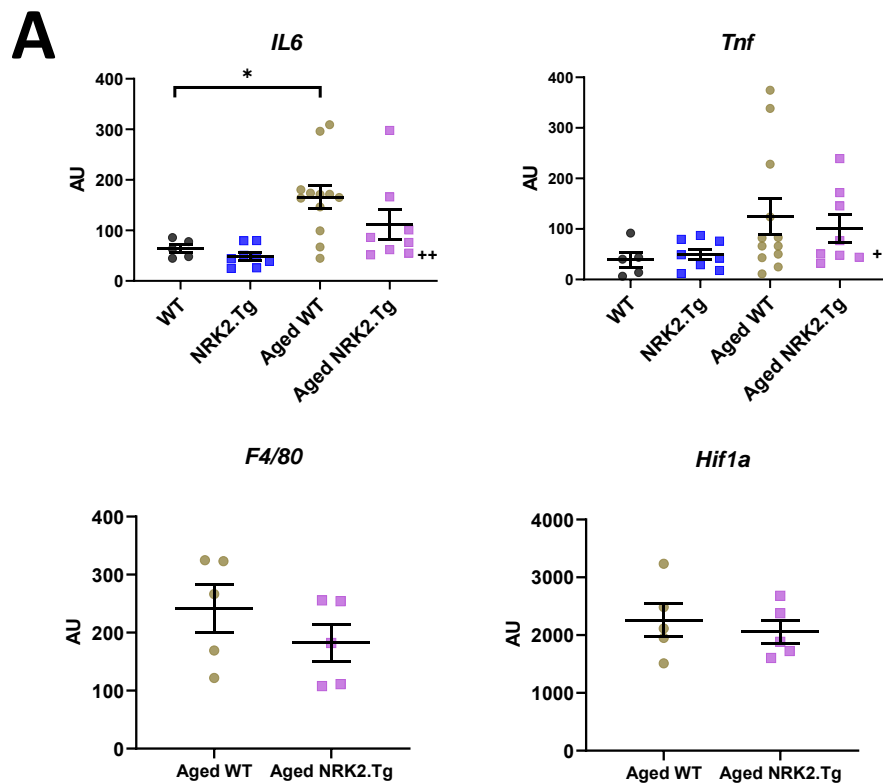 A
IL6
*
400
300
200
100
0
AU
++
WT
NRK2.Tg
Aged WT
Aged NRK2.Tg
Tnf
400
300
200
100
0
AU
+
WT
NRK2.Tg
Aged WT
Aged NRK2.Tg
F4/80
400
300
200
100
0
AU
Aged WT
Aged NRK2.Tg
Hif1a
4000
3000
2000
1000
0
AU
Aged WT
Aged NRK2.Tg